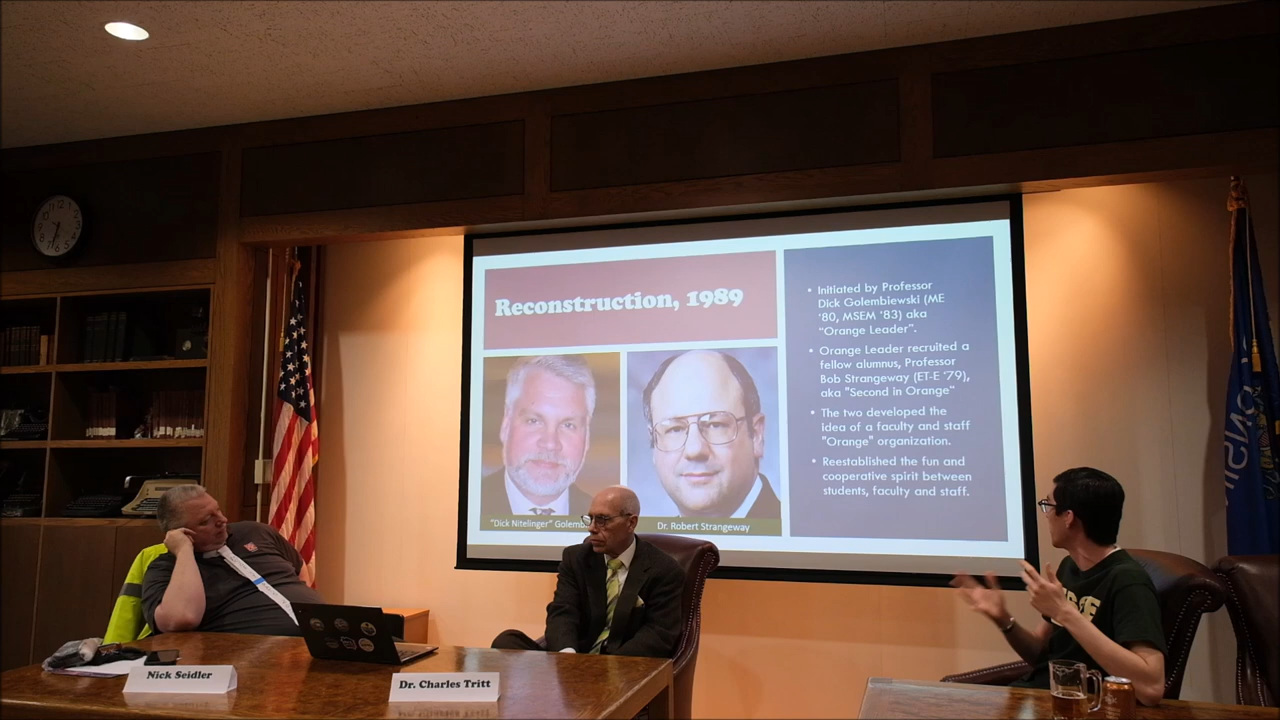 Reconstruction, 1989
• Initiated by Professor
Dick Golembiewski (ME
'80, MSEM '83) aka
"Orange Leader".
• Orange Leader recruited a
fellow alumnus, Professor
Bob Strangeway (ET-E '79),
aka "Second in Orange"
• The two developed the
idea of a faculty and staff
"Orange" organization.
• Reestablished the fun and
cooperative spirit between
students, faculty and staff.
"Dick Nitelinger" Golemb
Dr. Robert Strangeway
Nick Seidler
Dr. Charles Tritt